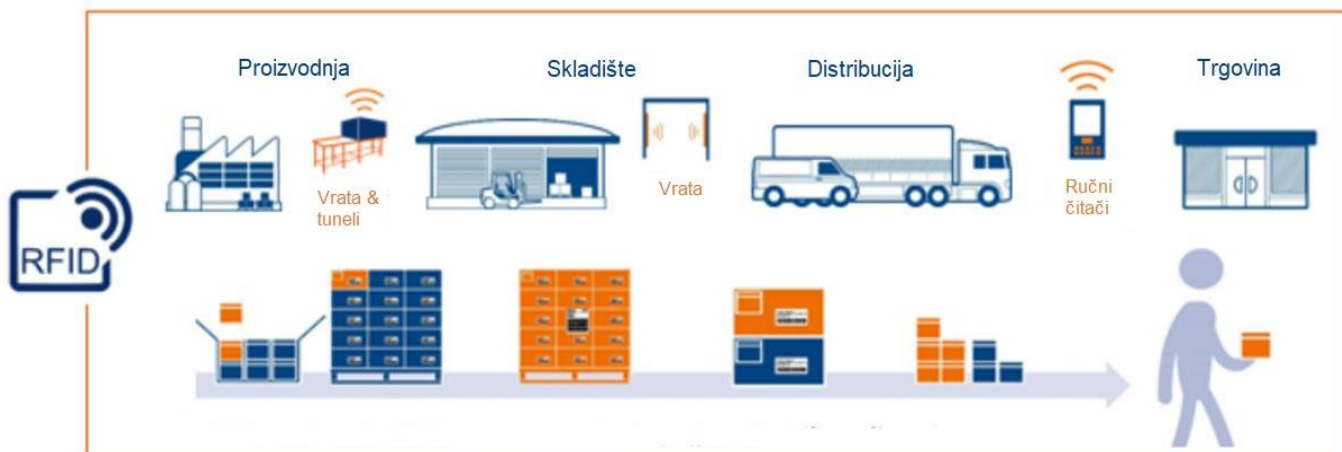 Proizvodnja
Skladište
Distribucija
Trgovina
Vrata &
tuneli
Vrata
Ručni
čitači
RFID